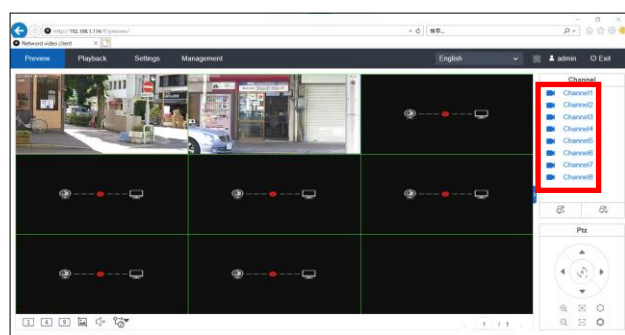 http://192.168.1.114/#/preview/
検索...
Network video client
Preview Playback Settings Management English admin Exit
Channel
Channel1
Channel2
Channel3
Channel4
Channel5
Channel6
Channel7
Channel8
Ptz
1 4 9 1 / 1